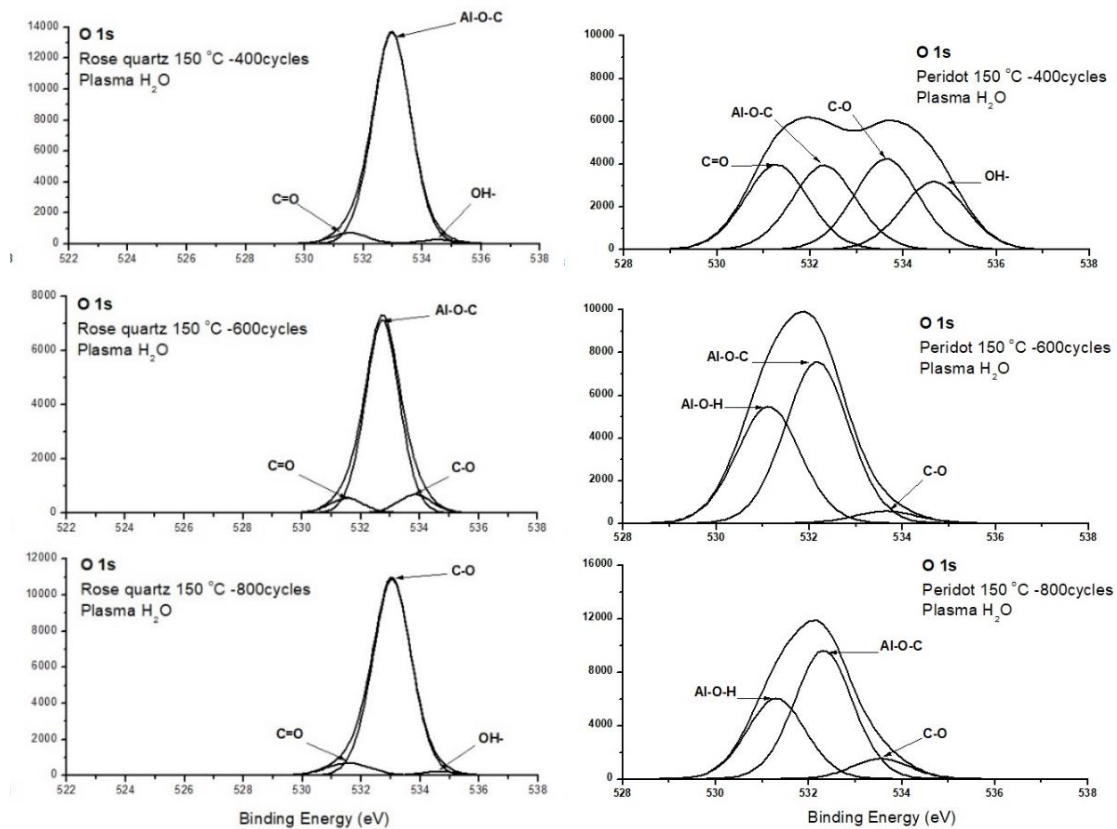 O 1s
Rose quartz 150 °C -400cycles
Plasma H₂O
Al-O-C
C=O
OH-
14000
12000
10000
8000
6000
4000
2000
0
522 524 526 528 530 532 534 536 538
O 1s
Peridot 150 °C -400cycles
Plasma H₂O
C=O
Al-O-C
C-O
OH-
10000
8000
6000
4000
2000
0
528 530 532 534 536 538
O 1s
Rose quartz 150 °C -600cycles
Plasma H₂O
Al-O-C
C=O
C-O
8000
6000
4000
2000
0
522 524 526 528 530 532 534 536 538
O 1s
Peridot 150 °C -600cycles
Plasma H₂O
Al-O-C
Al-O-H
C-O
10000
8000
6000
4000
2000
0
528 530 532 534 536 538
O 1s
Rose quartz 150 °C -800cycles
Plasma H₂O
C-O
C=O
OH-
12000
10000
8000
6000
4000
2000
0
522 524 526 528 530 532 534 536 538
Binding Energy (eV)
O 1s
Peridot 150 °C -800cycles
Plasma H₂O
Al-O-C
Al-O-H
C-O
16000
12000
8000
4000
0
528 530 532 534 536 538
Binding Energy (eV)